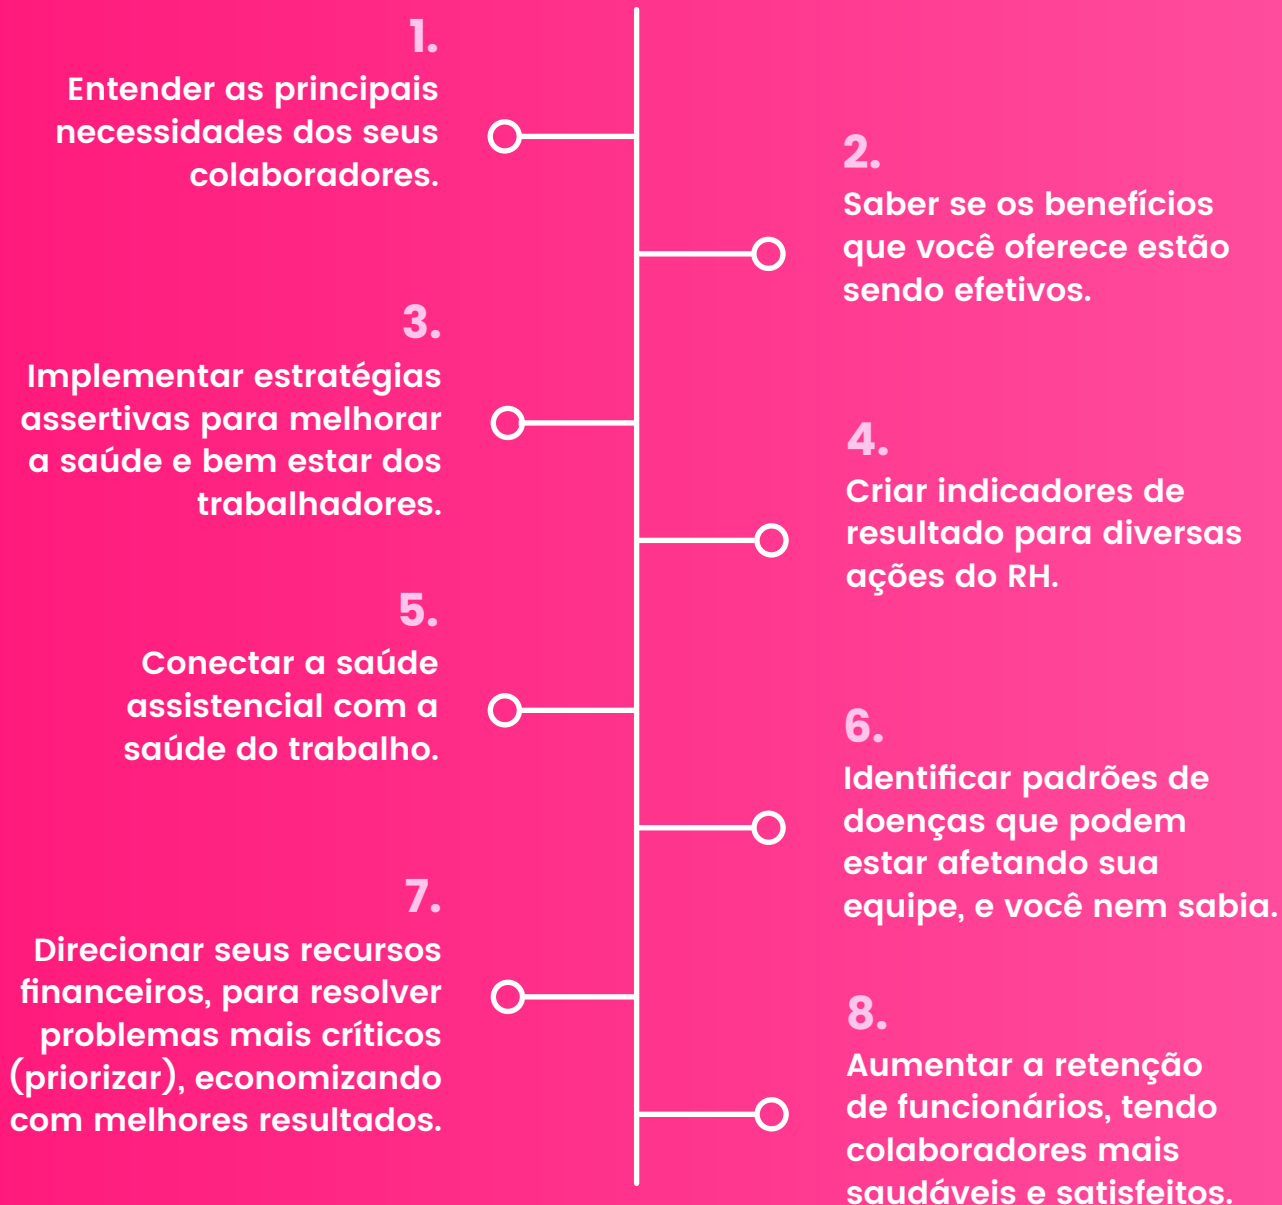 1.
Entender as principais
necessidades dos seus
colaboradores.
2.
Saber se os benefícios
que você oferece estão
sendo efetivos.
3.
Implementar estratégias
assertivas para melhorar
a saúde e bem estar dos
trabalhadores.
4.
Criar indicadores de
resultado para diversas
ações do RH.
5.
Conectar a saúde
assistencial com a
saúde do trabalho.
6.
Identificar padrões de
doenças que podem
estar afetando sua
equipe, e você nem sabia.
7.
Direcionar seus recursos
financeiros, para resolver
problemas mais críticos
(priorizar), economizando
com melhores resultados.
8.
Aumentar a retenção
de funcionários, tendo
colaboradores mais
saudáveis e satisfeitos.